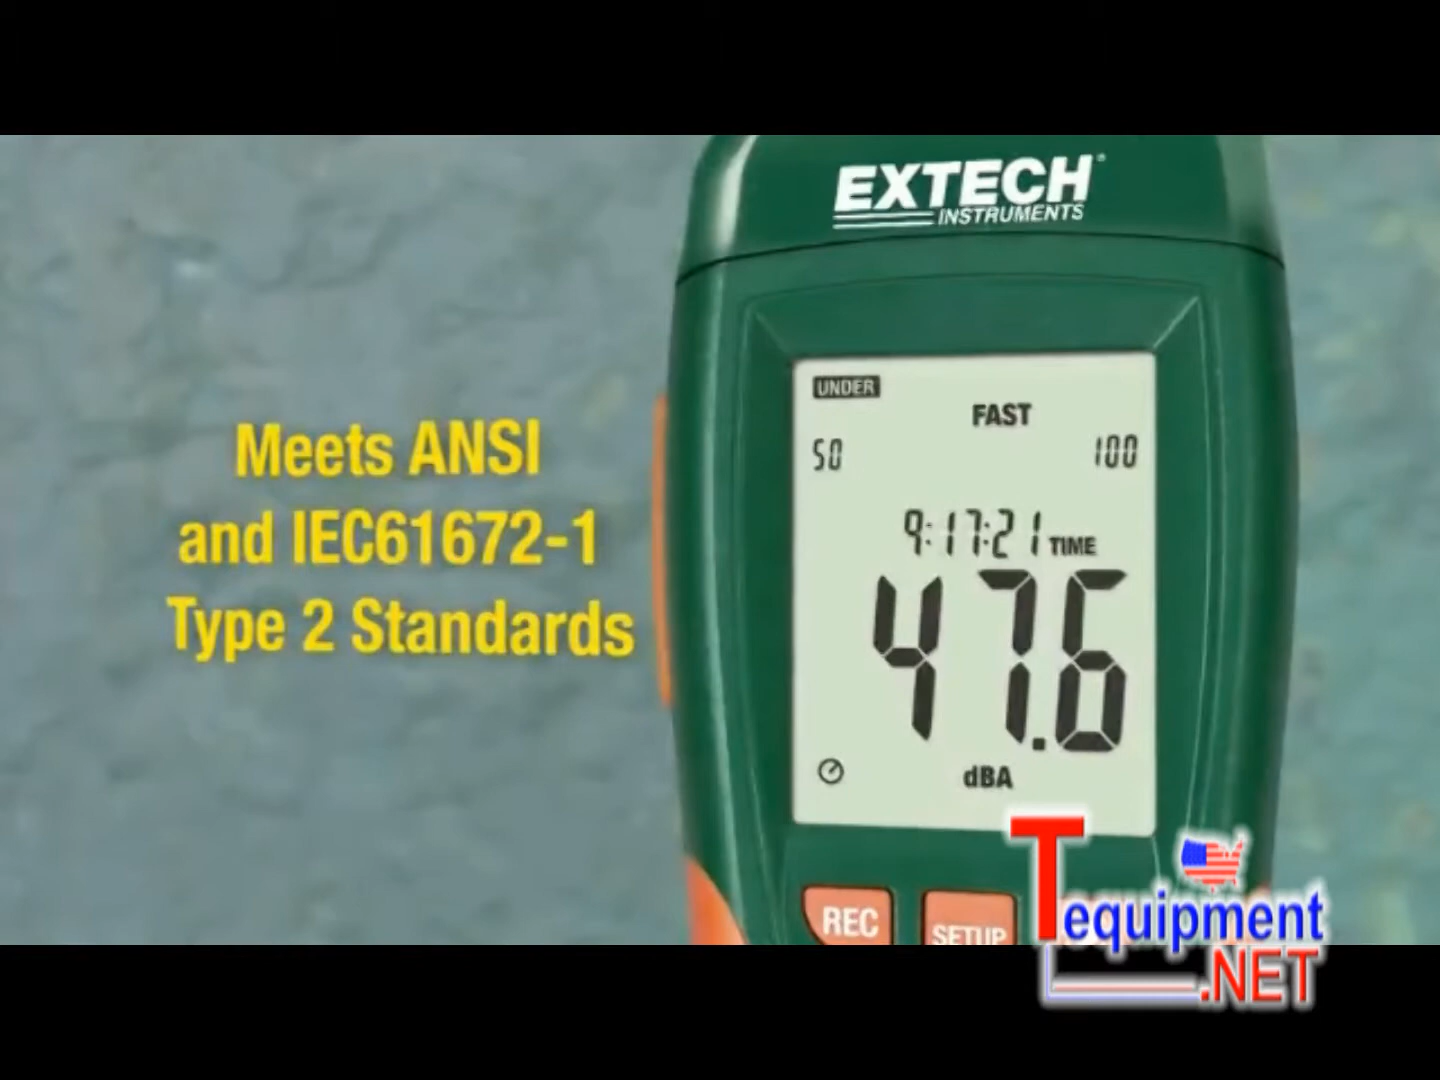 EXTECH
INSTRUMENTS
UNDER
FAST
50 100
9:17:21 TIME
47.6
dBA
REC
SETUP
Meets ANSI
and IEC61672-1
Type 2 Standards
Tequipment
.NET